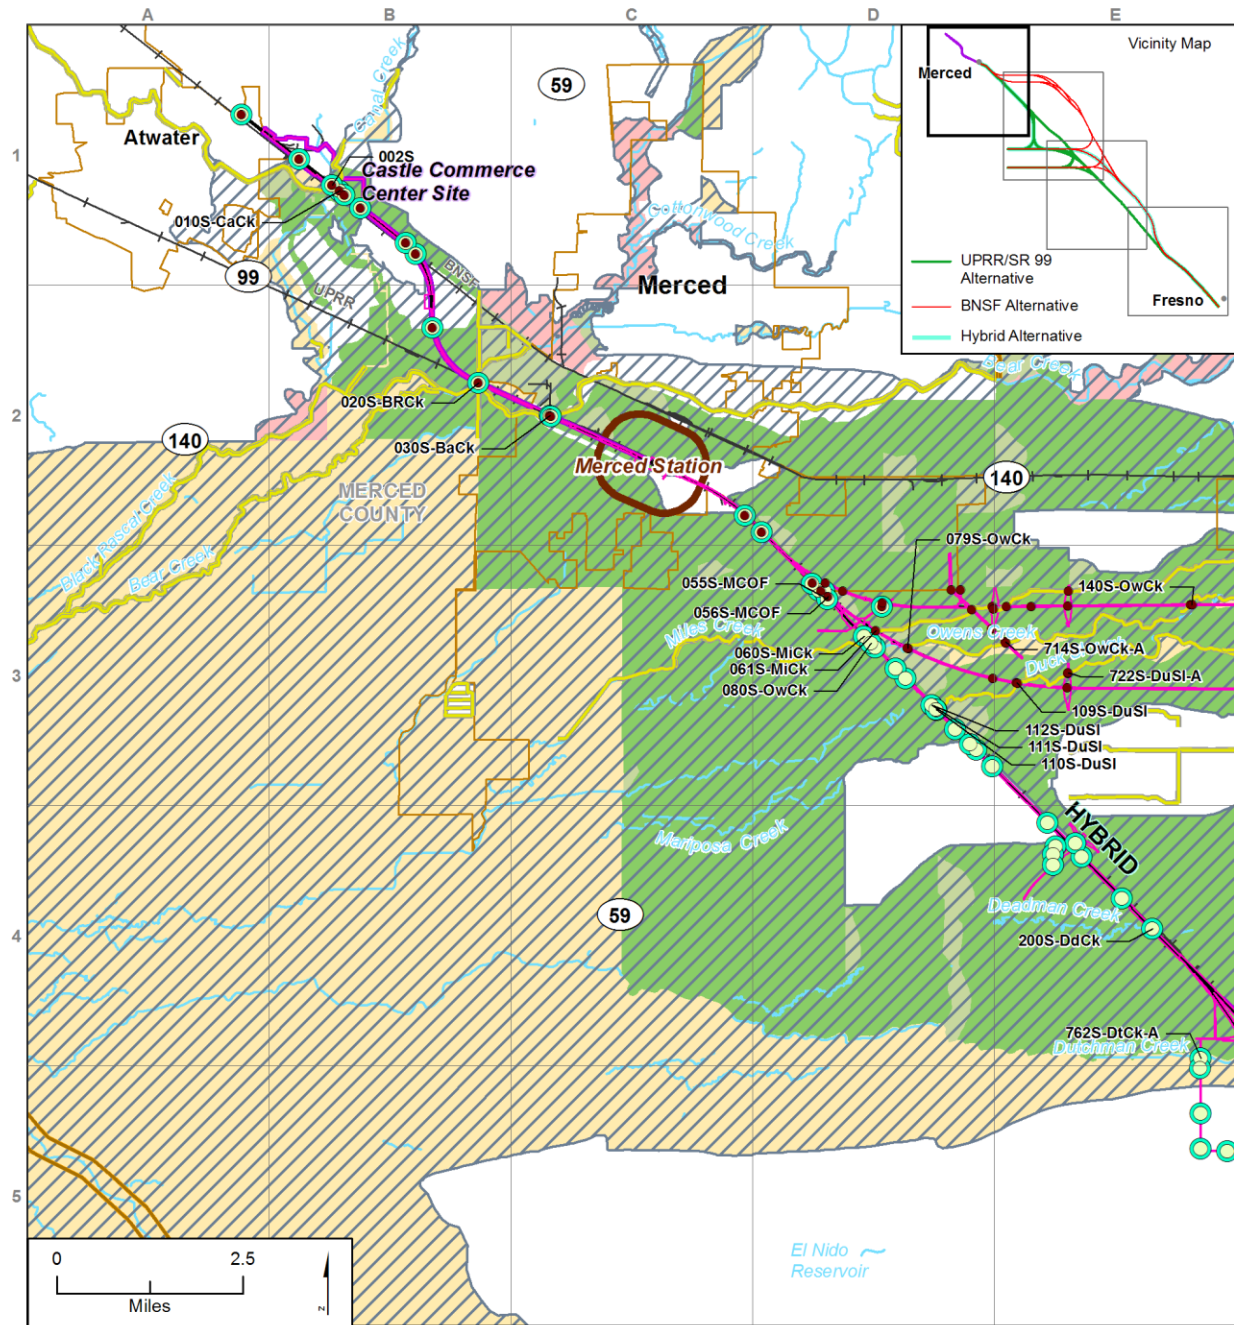 A
B
C
D
E
1
2
3
4
5
Vicinity Map
Merced
Fresno
UPRR/SR 99
Alternative
BNSF Alternative
Hybrid Alternative
59
Canal Creek
Atwater
002S
Castle Commerce
Center Site
010S-CaCk
Cottonwood Creek
99
BNSF
UPRR
Merced
Bear Creek
020S-BRCk
030S-BaCk
140
Merced Station
140
MERCED
COUNTY
Black Rascal Creek
Bear Creek
079S-OwCk
055S-MCOF
140S-OwCk
056S-MCOF
Miles Creek
Owens Creek
060S-MiCk
714S-OwCk-A
061S-MiCk
Duck Slough
722S-DuSl-A
080S-OwCk
109S-DuSl
112S-DuSl
111S-DuSl
110S-DuSl
Mariposa Creek
HYBRID
59
Deadman Creek
200S-DdCk
762S-DtCk-A
Dutchman Creek
El Nido
Reservoir
0
2.5
Miles